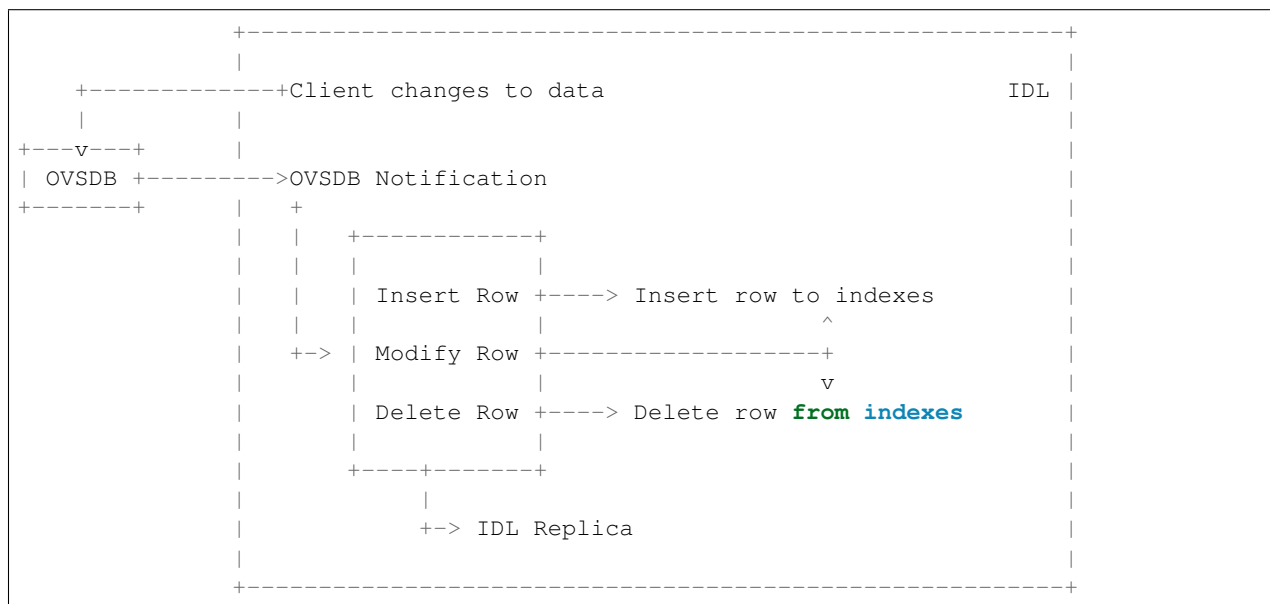 Client changes to data IDL
v
OVSDB OVSDB Notification
Insert Row Insert row to indexes
Modify Row
v
Delete Row Delete row from indexes
IDL Replica